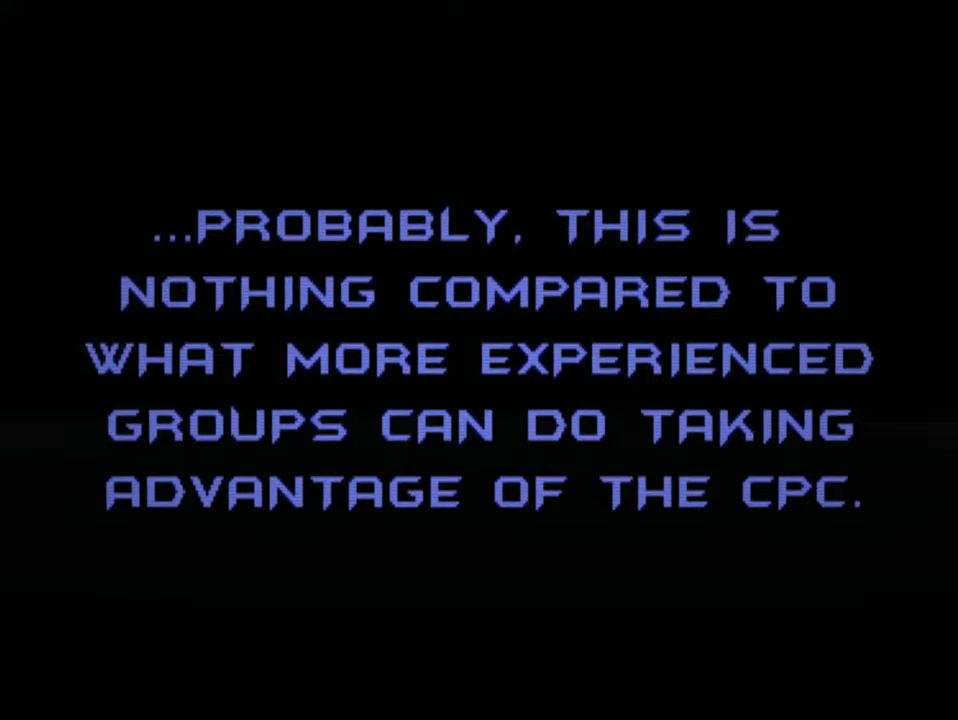 ...PROBABLY, THIS IS
NOTHING COMPARED TO
WHAT MORE EXPERIENCED
GROUPS CAN DO TAKING
ADVANTAGE OF THE CPC.